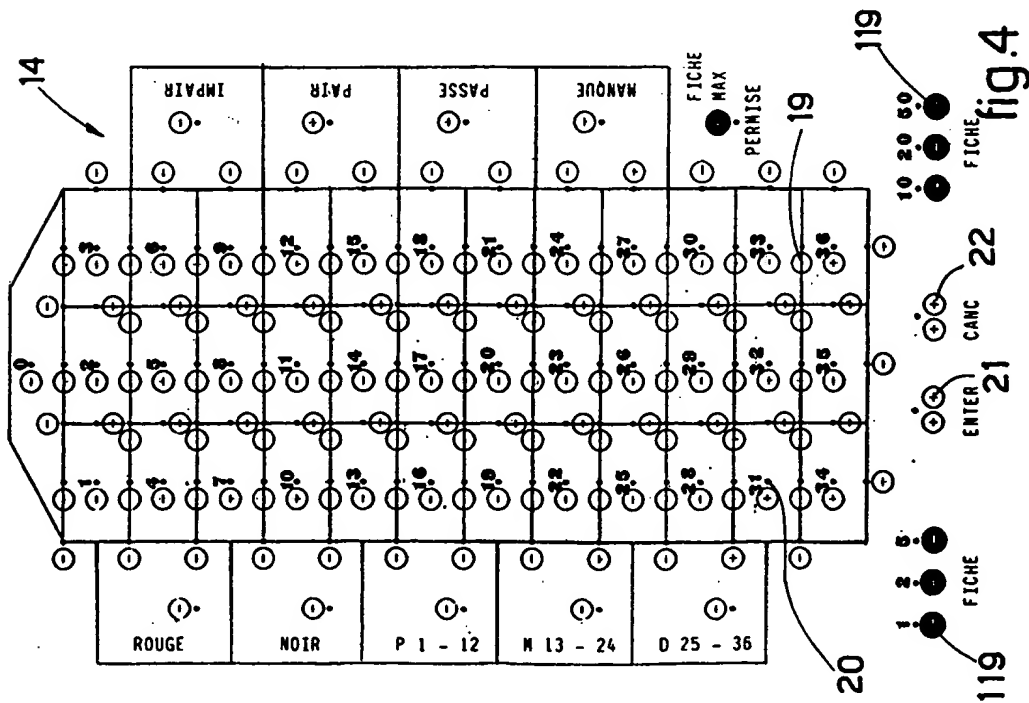 14
0
IMPAIR
1 2 3
4 5 6
PAIR
7 8 9
ROUGE
10 11 12
PASSE
13 14 15
NOIR
16 17 18
MANQUE
P 1 - 12
19 20 21
22 23 24
M 13 - 24
25 26 27
FICHE
MAX
PERMISE
28 29 30
D 25 - 36
31 32 33
34 35 36
19
20
1 2 5
FICHE
119
ENTER
21
CANC
22
10 20 50
FICHE
119
fig.4